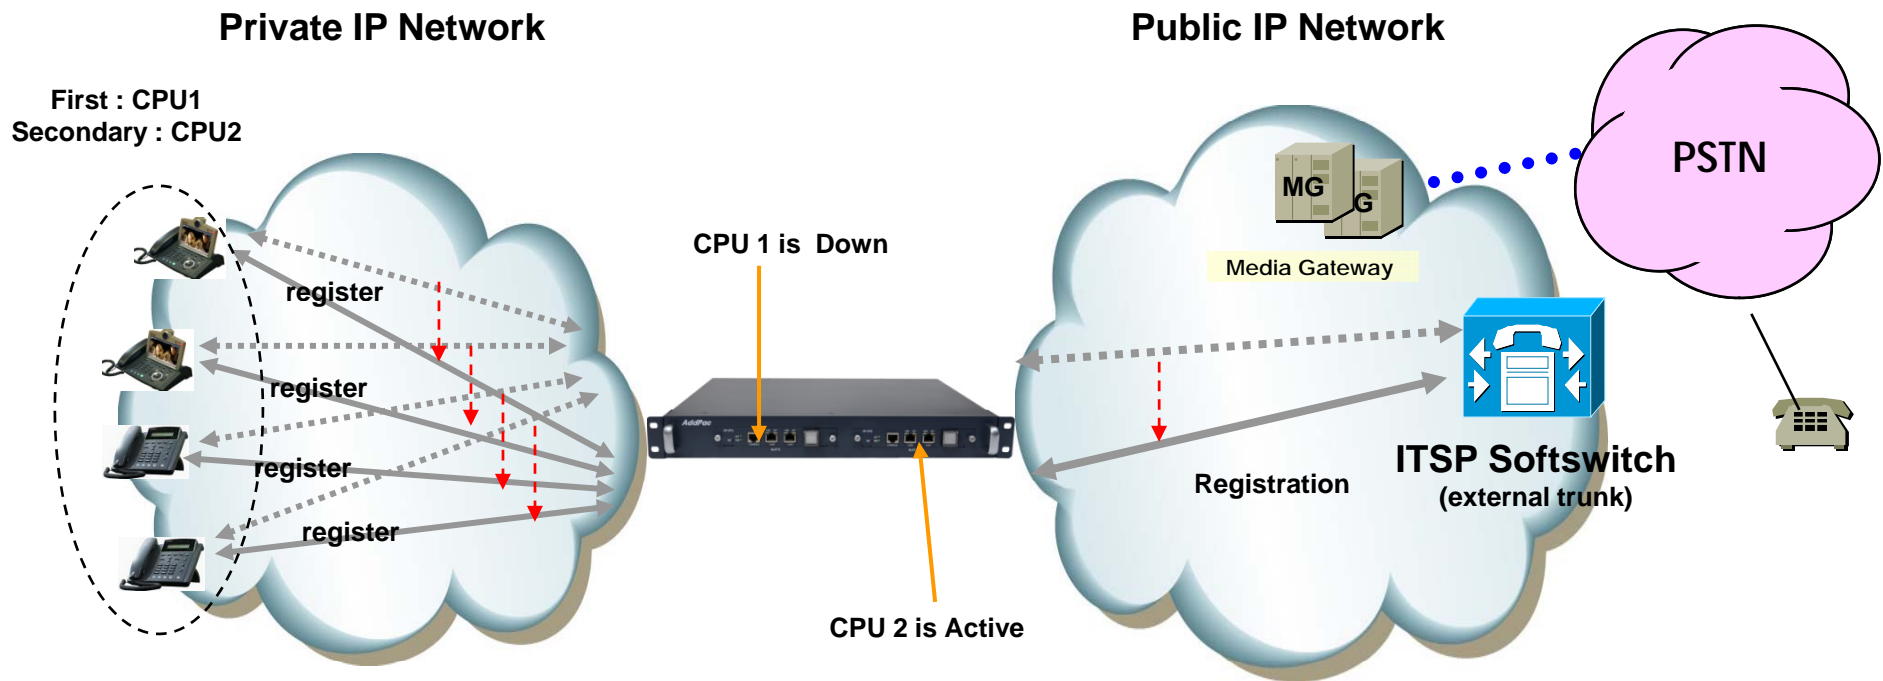 Private IP Network
Public IP Network
First : CPU1
Secondary : CPU2
PSTN
MG
G
CPU 1 is Down
Media Gateway
register
register
register
register
AddPac
ITSP Softswitch
(external trunk)
Registration
CPU 2 is Active